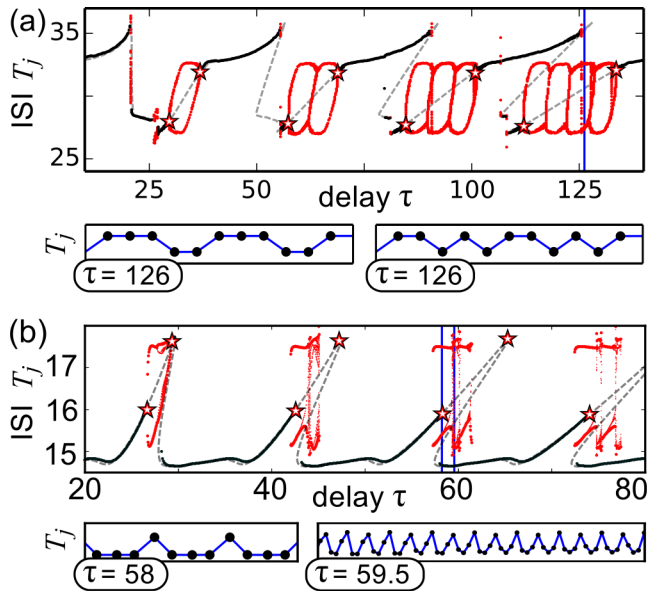 (a)
35
25
ISI T_j
25 50 75 100 125
delay τ
T_j
τ = 126
τ = 126
(b)
17
16
15
ISI T_j
20 40 60 80
delay τ
T_j
τ = 58
τ = 59.5